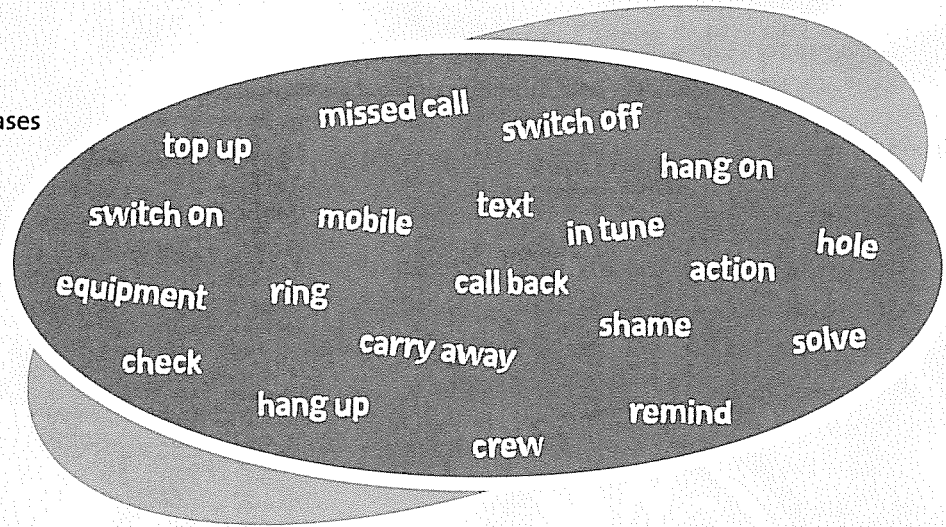 ases
missed call
switch off
top up
hang on
switch on
mobile
text
in tune
hole
equipment
ring
call back
action
shame
solve
check
carry away
hang up
remind
crew